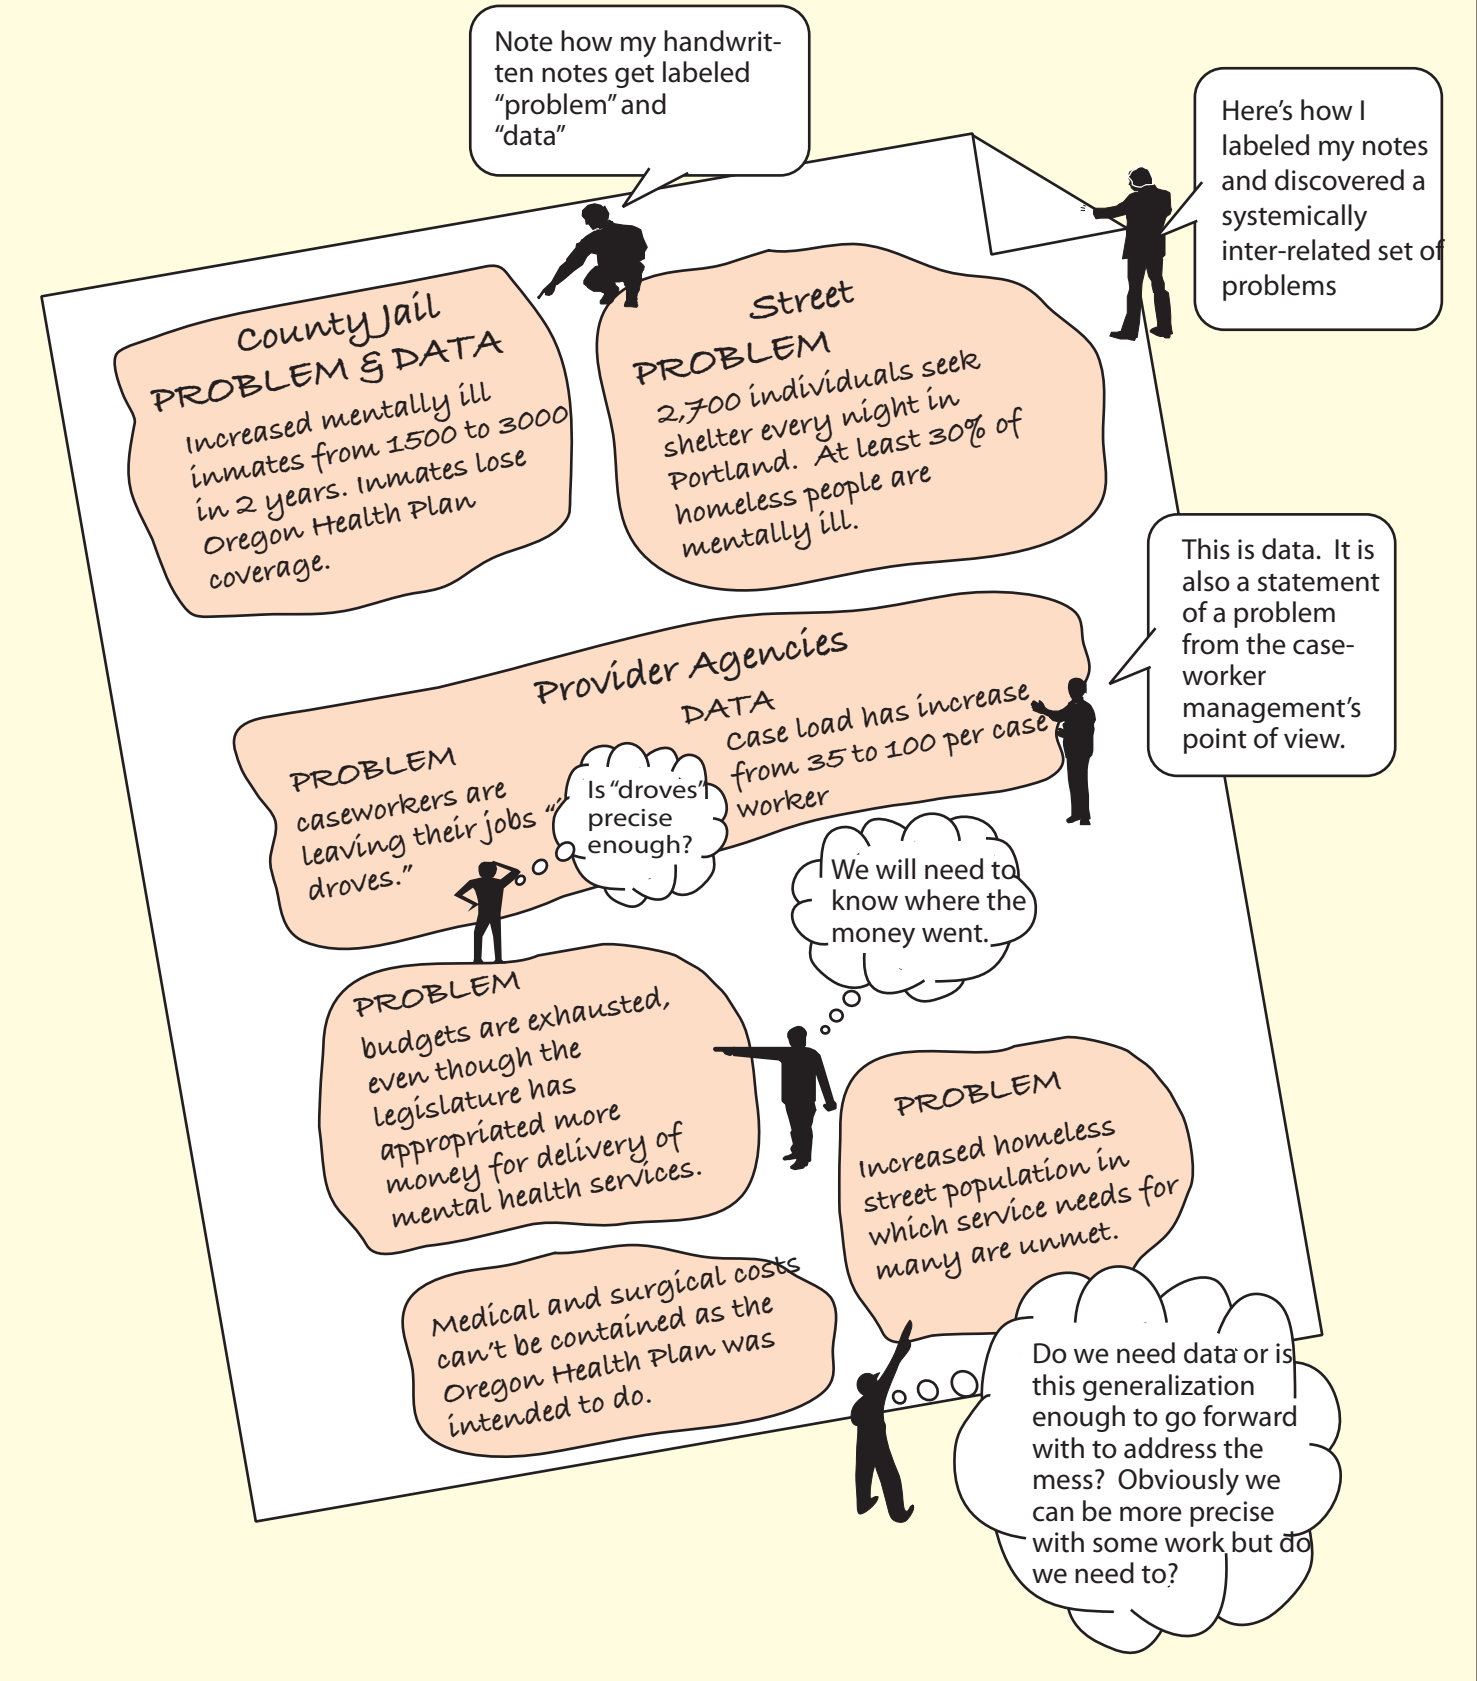 Note how my handwrit-
ten notes get labeled
“problem” and
“data”
Here’s how I
labeled my notes
and discovered a
systemically
inter-related set of
problems
County Jail
PROBLEM & DATA
Increased mentally ill
inmates from 1500 to 3000
in 2 years. Inmates lose
Oregon Health Plan
coverage.
Street
PROBLEM
2,700 individuals seek
shelter every night in
Portland. At least 30% of
homeless people are
mentally ill.
This is data. It is
also a statement
of a problem
from the case-
worker
management’s
point of view.
Provider Agencies
PROBLEM
caseworkers are
leaving their jobs
droves.”
DATA
Case load has increase
from 35 to 100 per case
worker
Is “droves”
precise
enough?
We will need to
know where the
money went.
PROBLEM
budgets are exhausted,
even though the
legislature has
appropriated more
money for delivery of
mental health services.
PROBLEM
Increased homeless
street population in
which service needs for
many are unmet.
Medical and surgical costs
can’t be contained as the
Oregon Health Plan was
intended to do.
Do we need data or is
this generalization
enough to go forward
with to address the
mess? Obviously we
can be more precise
with some work but do
we need to?